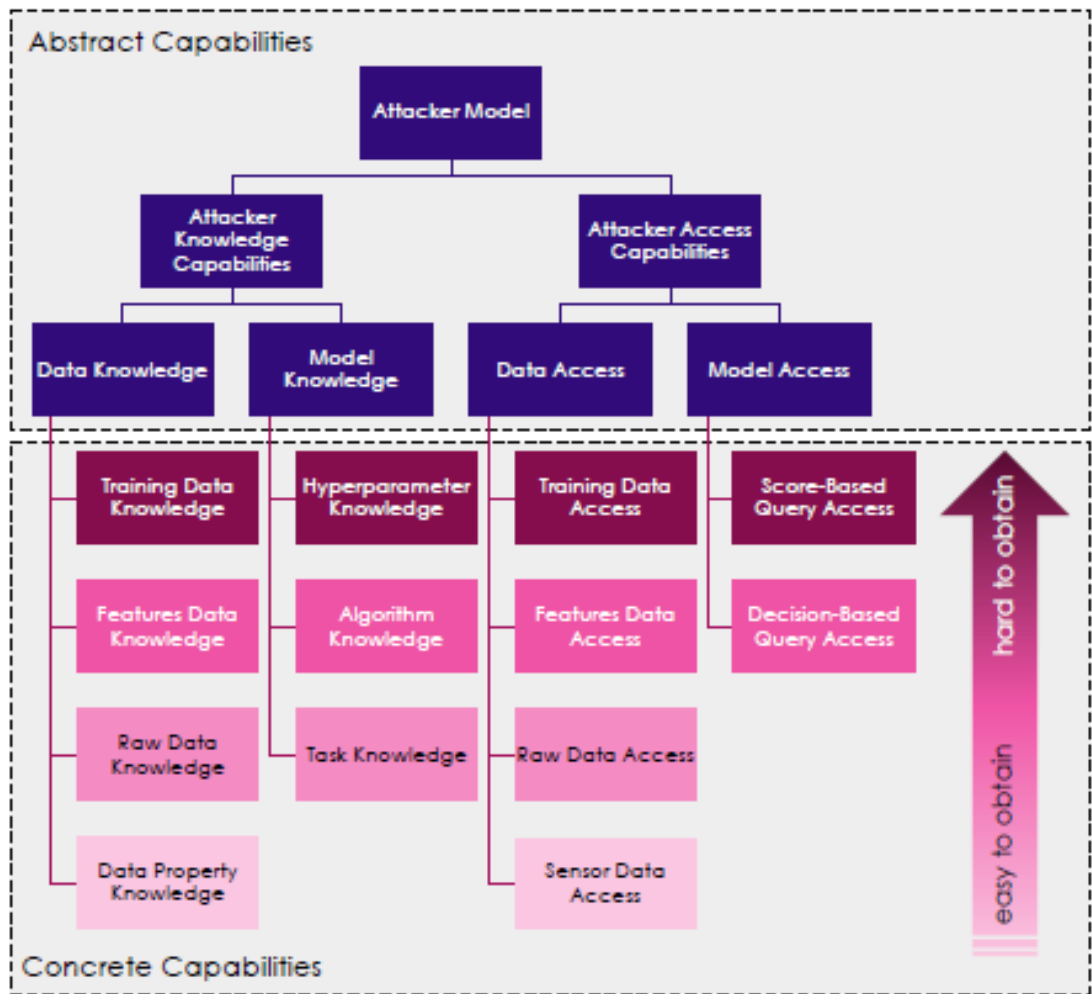 Abstract Capabilities
Attacker Model
Attacker
Knowledge
Capabilities
Attacker Access
Capabilities
Data Knowledge
Model
Knowledge
Data Access
Model Access
Training Data
Knowledge
Hyperparameter
Knowledge
Training Data
Access
Score-Based
Query Access
Features Data
Knowledge
Algorithm
Knowledge
Features Data
Access
Decision-Based
Query Access
Raw Data
Knowledge
Task Knowledge
Raw Data Access
Data Property
Knowledge
Sensor Data
Access
hard to obtain
easy to obtain
Concrete Capabilities